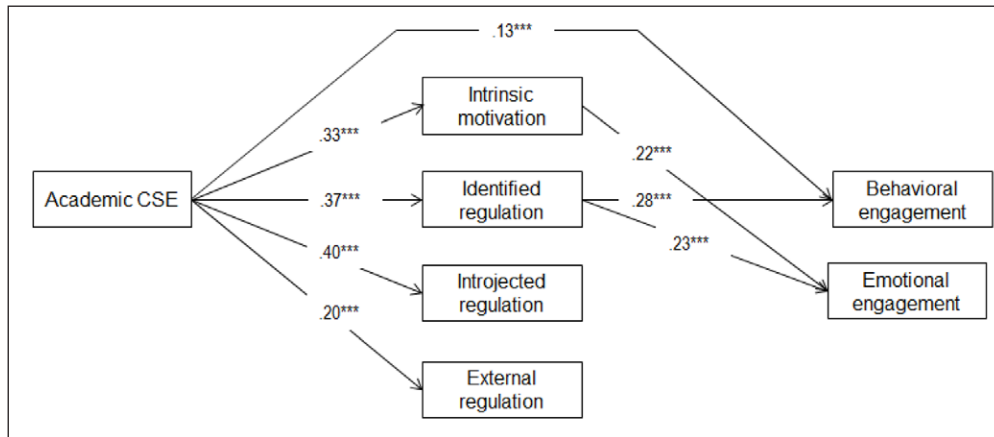 .13***
Intrinsic
motivation
.33***
.22***
Academic CSE
.37***
Identified
regulation
.28***
Behavioral
engagement
.23***
.40***
Introjected
regulation
Emotional
engagement
.20***
External
regulation